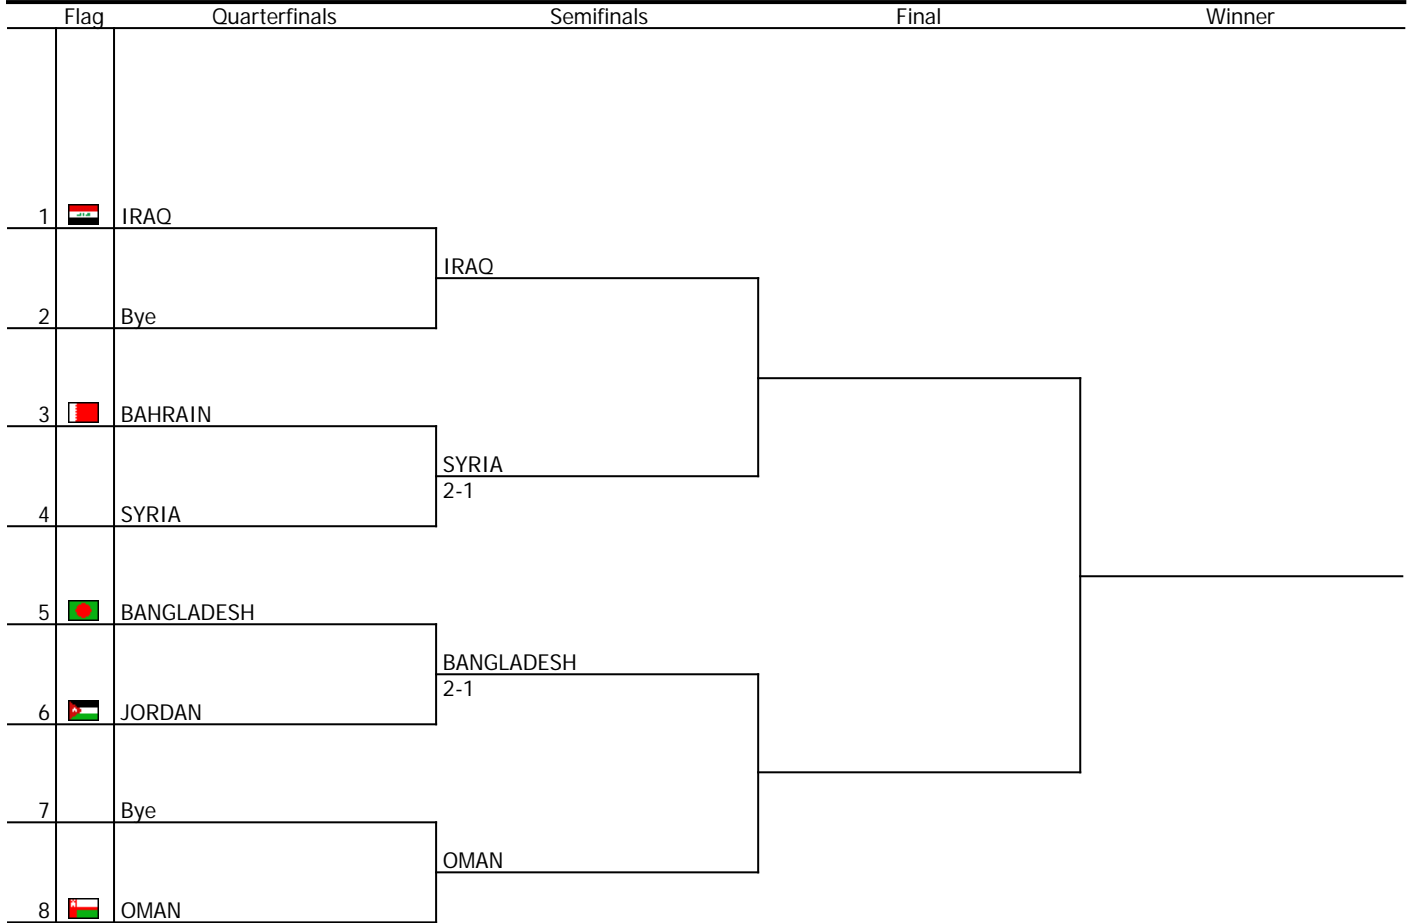 Flag Quarterfinals Semifinals Final Winner
1 IRAQ
IRAQ
2 Bye
3 BAHRAIN
SYRIA
2-1
4 SYRIA
5 BANGLADESH
BANGLADESH
2-1
6 JORDAN
7 Bye
OMAN
8 OMAN